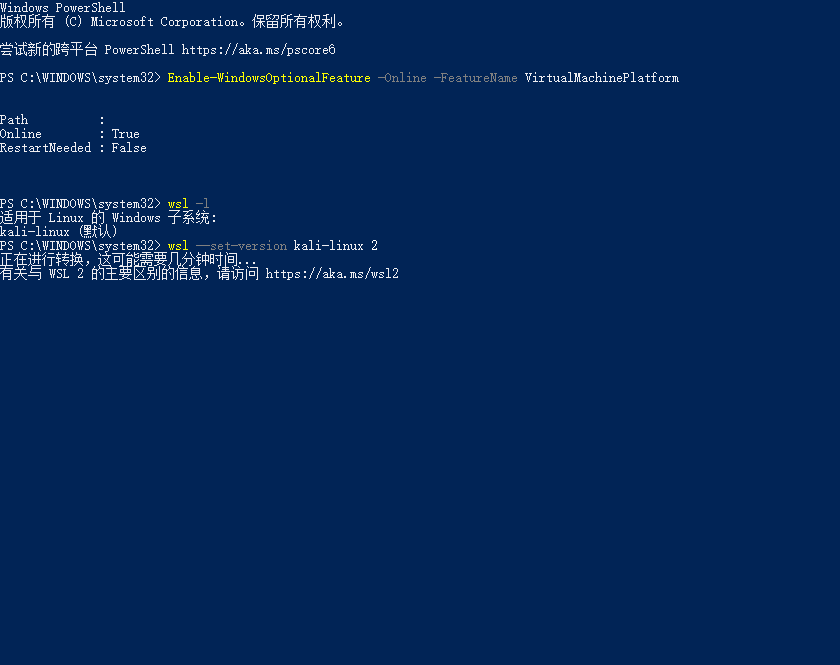 Windows PowerShell
版权所有 (C) Microsoft Corporation。保留所有权利。
尝试新的跨平台 PowerShell https://aka.ms/pscore6
PS C:\WINDOWS\system32> Enable-WindowsOptionalFeature -Online -FeatureName VirtualMachinePlatform
Path          :
Online        : True
RestartNeeded : False
PS C:\WINDOWS\system32> wsl -l
适用于 Linux 的 Windows 子系统:
kali-linux (默认)
PS C:\WINDOWS\system32> wsl --set-version kali-linux 2
正在进行转换，这可能需要几分钟时间...
有关与 WSL 2 的主要区别的信息，请访问 https://aka.ms/wsl2